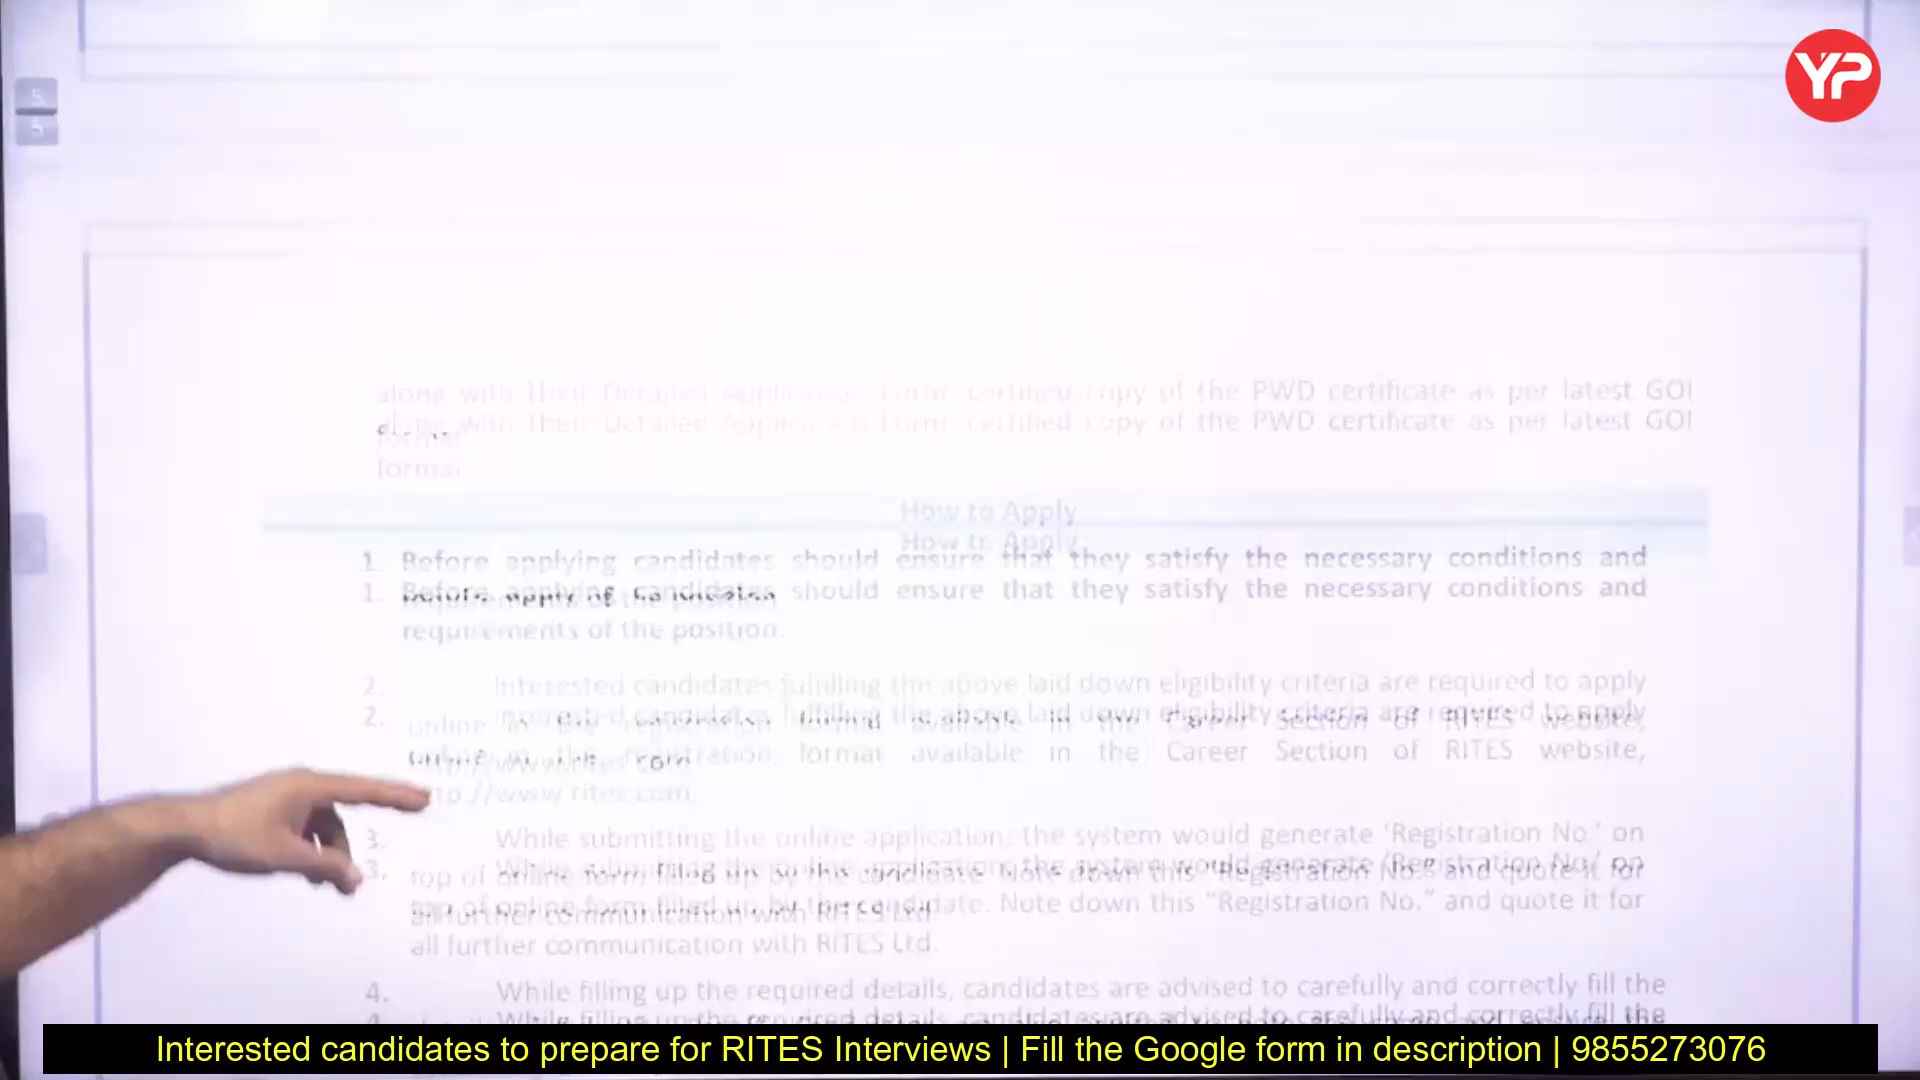 YP
5
5
along with Their Detailed Application Form, certified copy of the PWD certificate as per latest GOI
format
How to Apply
1. Before applying candidates should ensure that they satisfy the necessary conditions and
requirements of the position.
2. Interested candidates fulfilling the above laid down eligibility criteria are required to apply
online in the registration format available in the Career Section of RITES website,
http://www.rites.com
3. While submitting the online application, the system would generate 'Registration No.' on
top of online form filled up by the candidate. Note down this "Registration No." and quote it for
all further communication with RITES Ltd.
4. While filling up the required details, candidates are advised to carefully and correctly fill the
Interested candidates to prepare for RITES Interviews | Fill the Google form in description | 9855273076